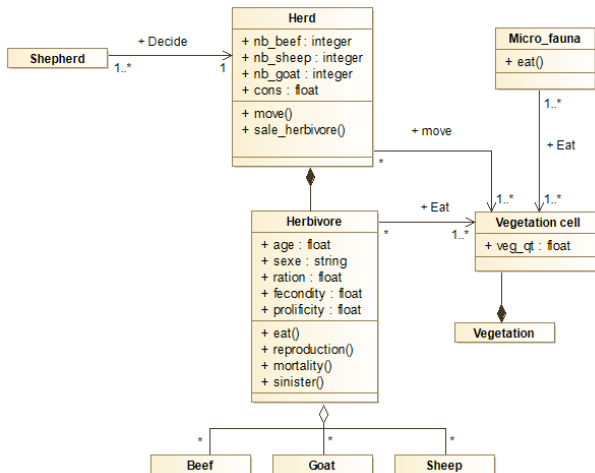 Herd
+ nb_beef : integer
+ nb_sheep : integer
+ nb_goat : integer
+ cons : float
+ move()
+ sale_herbivore()
Shepherd
+ Decide
1..*
1
Micro_fauna
+ eat()
1..*
+ Eat
1..*
+ move
*
1..*
Herbivore
+ age : float
+ sexe : string
+ ration : float
+ fecondity : float
+ prolificity : float
+ eat()
+ reproduction()
+ mortality()
+ sinister()
+ Eat
*
1..*
Vegetation cell
+ veg_qt : float
Vegetation
*
*
*
Beef
Goat
Sheep